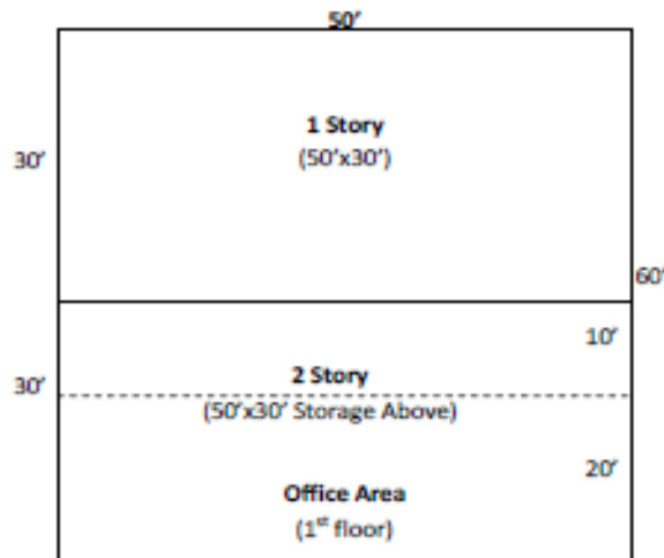 50'
1 Story
30'
(50'x30')
60'
10'
2 Story
30'
(50'x30' Storage Above)
20'
Office Area
(1st floor)